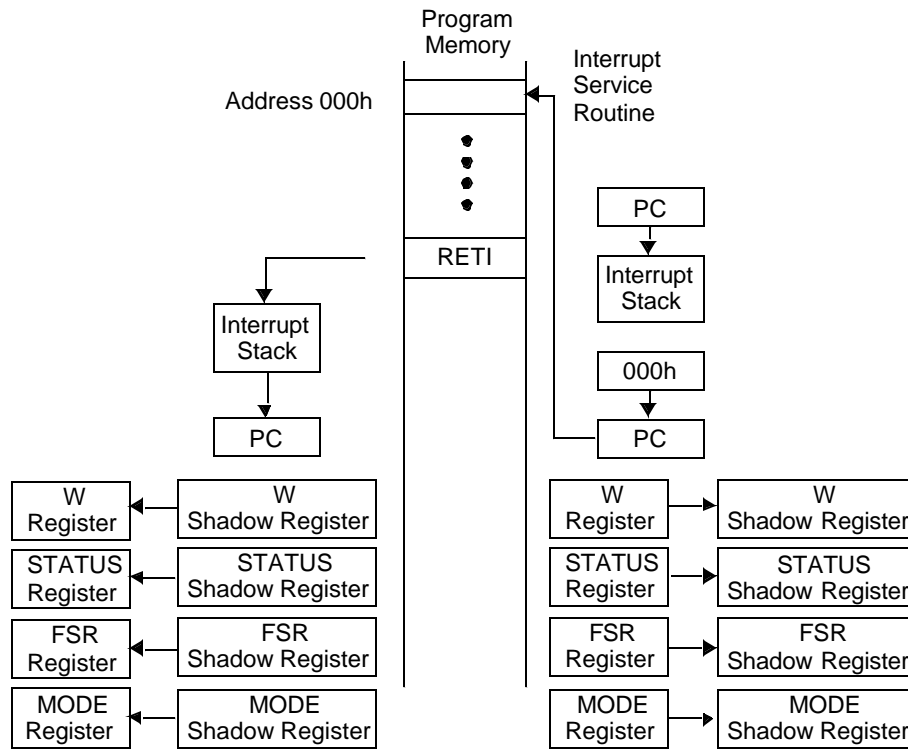 Program
Memory
Interrupt
Service
Routine
Address 000h
PC
RETI
Interrupt
Stack
Interrupt
Stack
000h
PC
PC
W
Register
W
Shadow Register
W
Register
W
Shadow Register
STATUS
Register
STATUS
Shadow Register
STATUS
Register
STATUS
Shadow Register
FSR
Register
FSR
Shadow Register
FSR
Register
FSR
Shadow Register
MODE
Register
MODE
Shadow Register
MODE
Register
MODE
Shadow Register